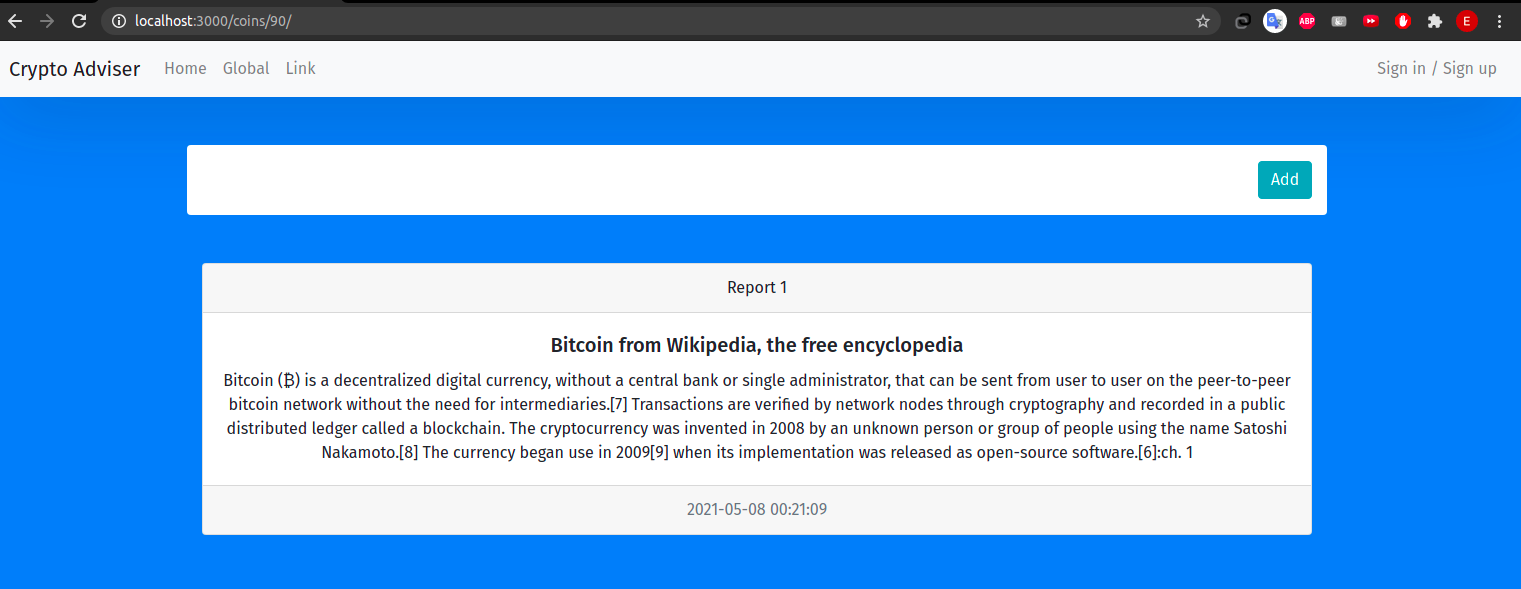 localhost:3000/coins/90/
ABP
E
Crypto Adviser Home Global Link Sign in / Sign up
Add
Report 1
Bitcoin from Wikipedia, the free encyclopedia
Bitcoin (₿) is a decentralized digital currency, without a central bank or single administrator, that can be sent from user to user on the peer-to-peer
bitcoin network without the need for intermediaries.[7] Transactions are verified by network nodes through cryptography and recorded in a public
distributed ledger called a blockchain. The cryptocurrency was invented in 2008 by an unknown person or group of people using the name Satoshi
Nakamoto.[8] The currency began use in 2009[9] when its implementation was released as open-source software.[6]:ch. 1
2021-05-08 00:21:09